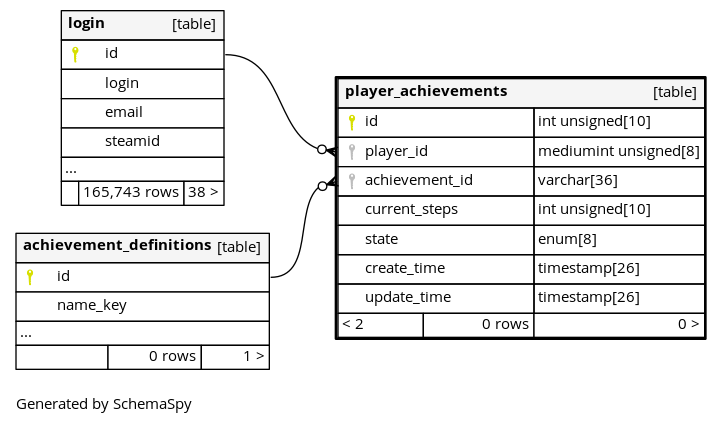 login [table]
id
login
email
steamid
...
165,743 rows 38 >
achievement_definitions [table]
id
name_key
...
0 rows 1 >
player_achievements [table]
id int unsigned[10]
player_id mediumint unsigned[8]
achievement_id varchar[36]
current_steps int unsigned[10]
state enum[8]
create_time timestamp[26]
update_time timestamp[26]
< 2 0 rows 0 >
Generated by SchemaSpy